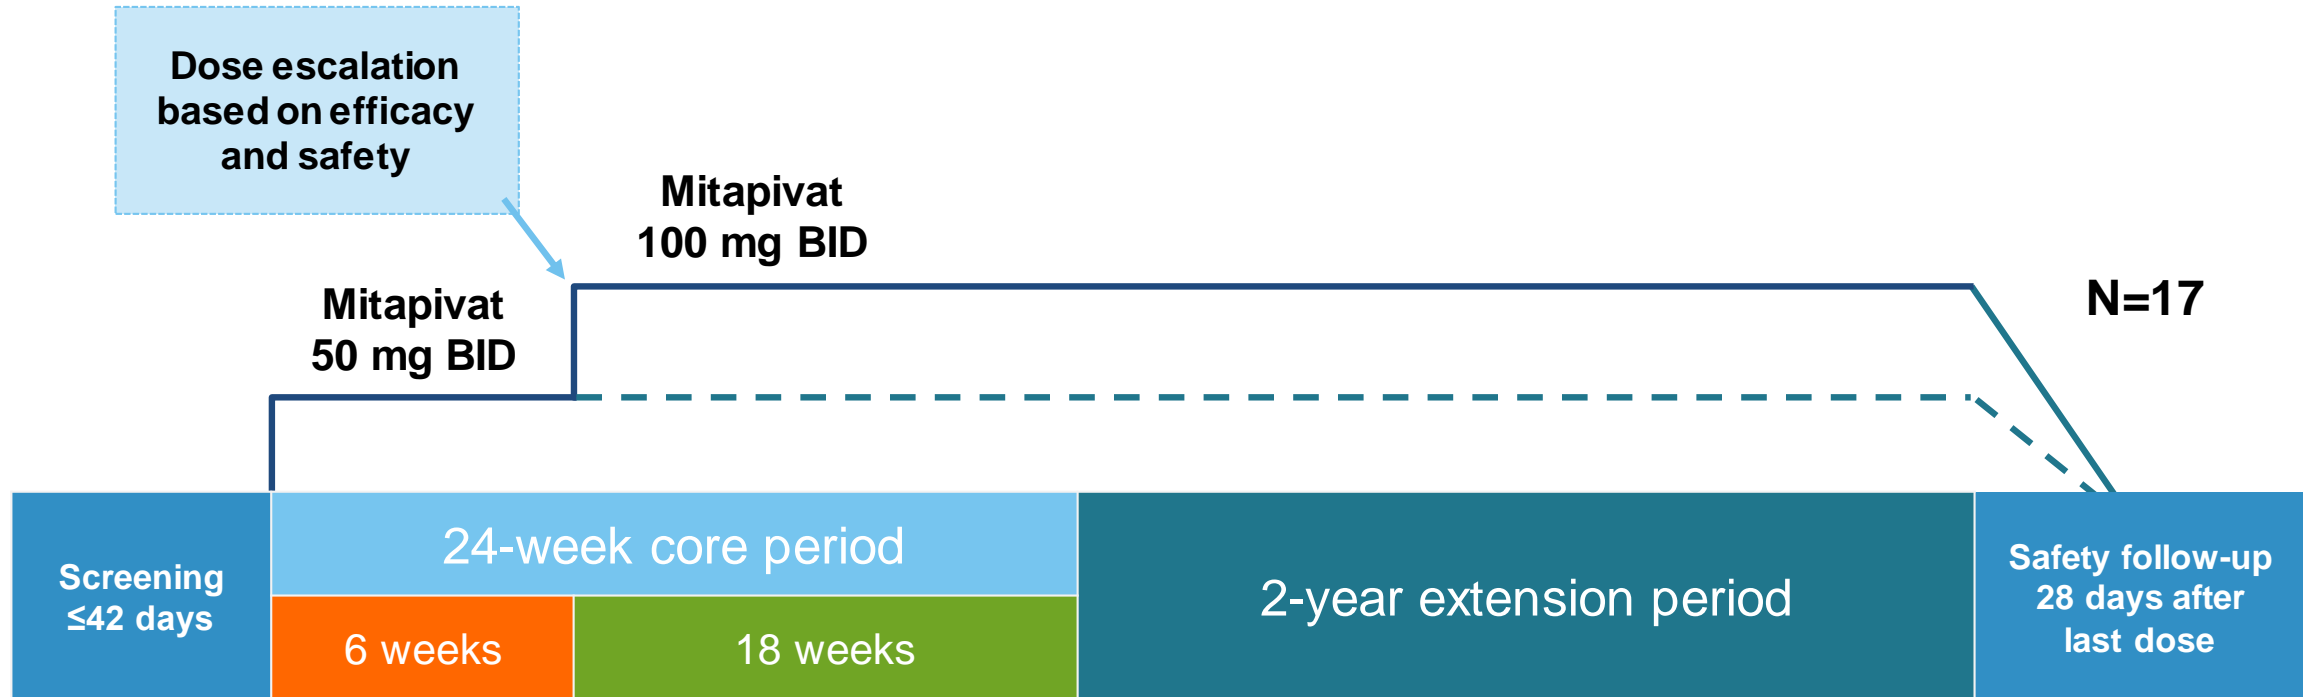 Dose escalation
based on efficacy
and safety
Mitapivat
100 mg BID
Mitapivat
50 mg BID
N=17
Screening
≤42 days
24-week core period
6 weeks
18 weeks
2-year extension period
Safety follow-up
28 days after
last dose